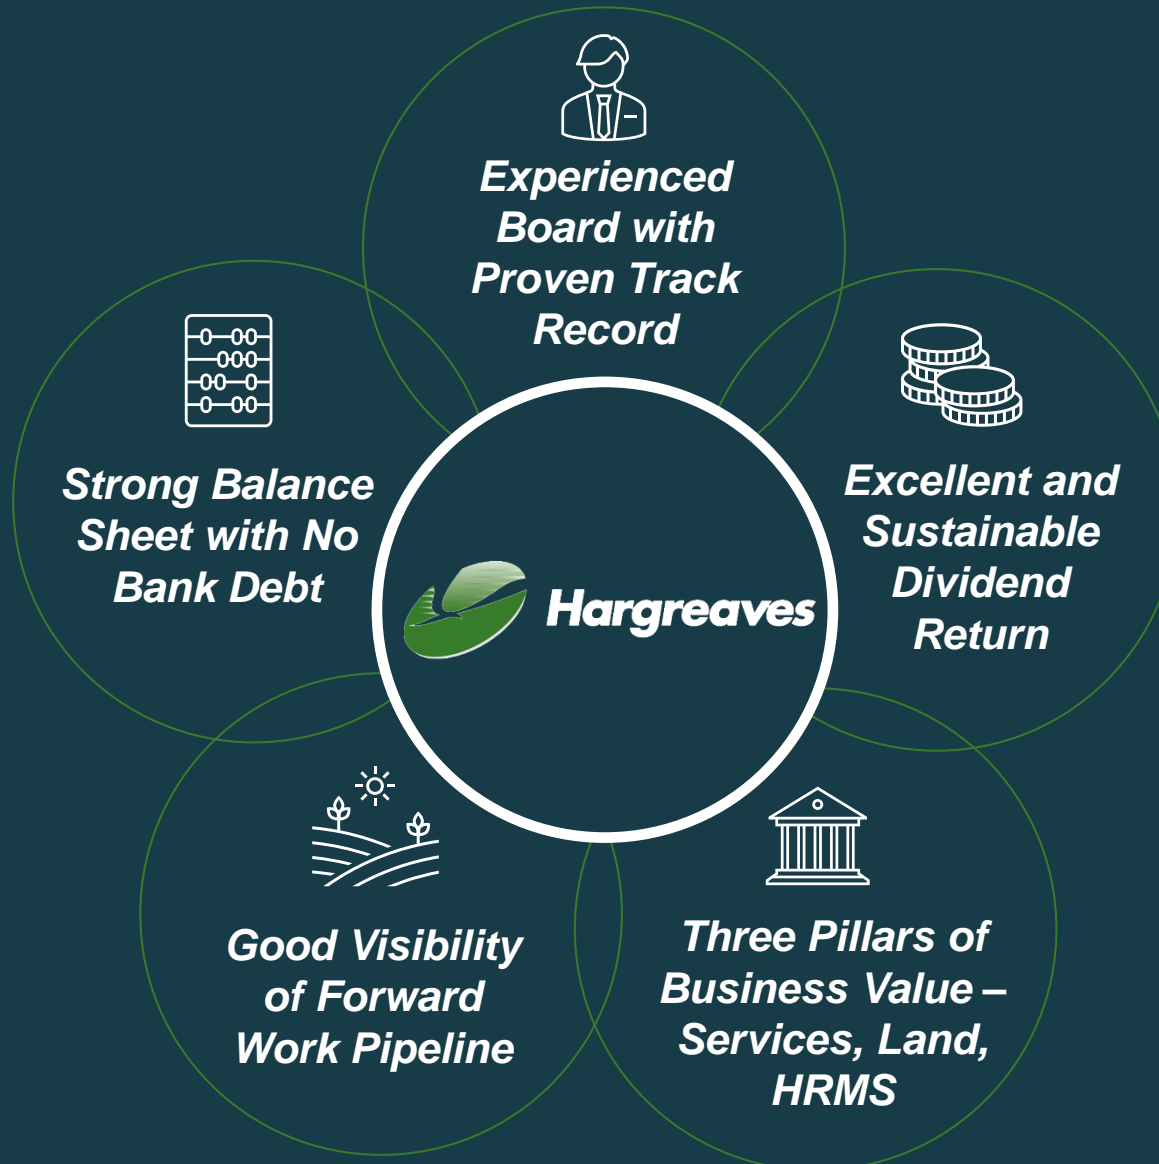 Experienced
Board with
Proven Track
Record
Strong Balance
Sheet with No
Bank Debt
Excellent and
Sustainable
Dividend
Return
Hargreaves
Good Visibility
of Forward
Work Pipeline
Three Pillars of
Business Value –
Services, Land,
HRMS